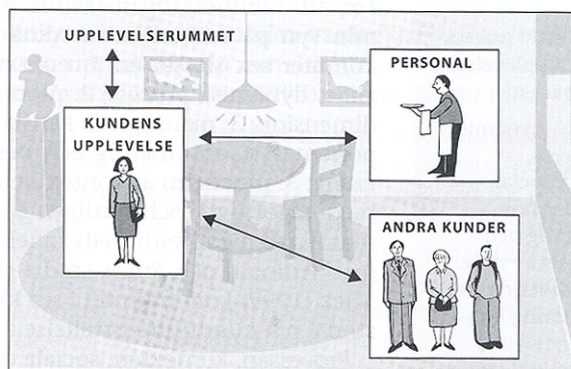 UPPLEVELSERUMMET
PERSONAL
KUNDENS
UPPLEVELSE
ANDRA KUNDER